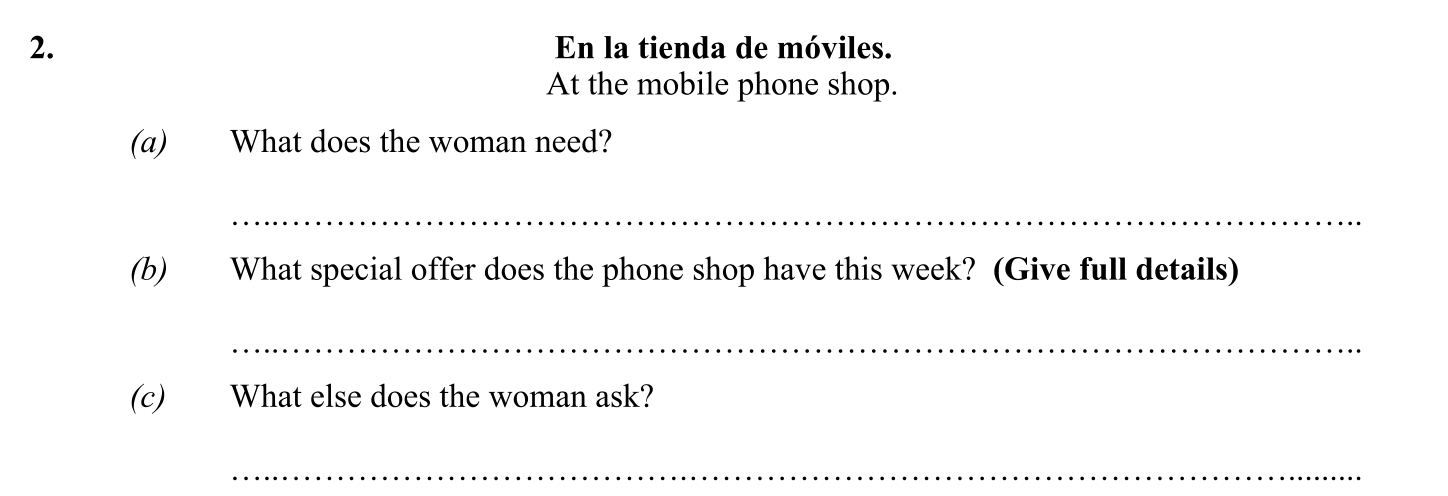 2. En la tienda de móviles.
At the mobile phone shop.
(a) What does the woman need?
…..……………………………………………………………………………………………..
(b) What special offer does the phone shop have this week? (Give full details)
…..……………………………………………………………………………………………..
(c) What else does the woman ask?
…..……………………………………………………………………………………….........